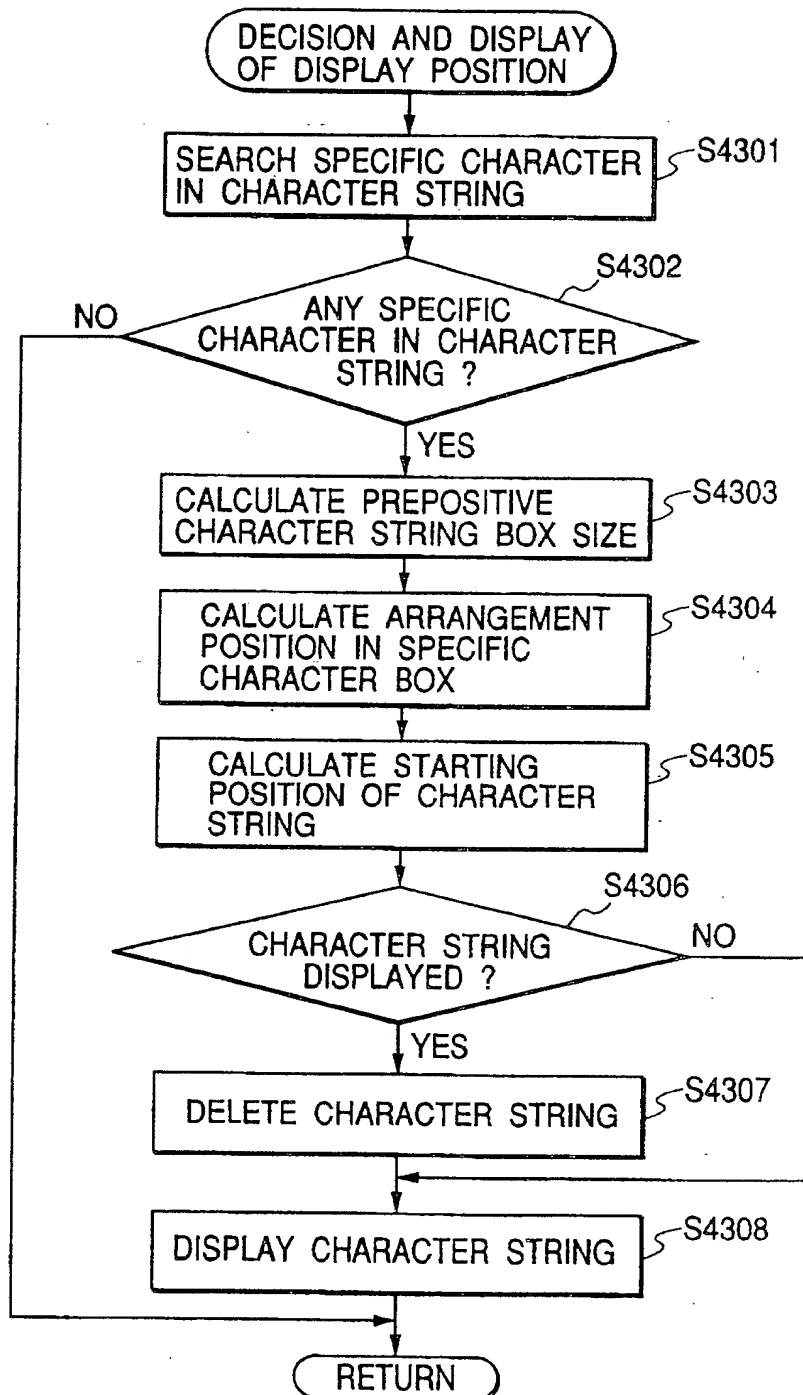 DECISION AND DISPLAY
OF DISPLAY POSITION
SEARCH SPECIFIC CHARACTER
IN CHARACTER STRING
S4301
S4302
ANY SPECIFIC
CHARACTER IN CHARACTER
STRING ?
NO
YES
CALCULATE PREPOSITIVE
CHARACTER STRING BOX SIZE
S4303
CALCULATE ARRANGEMENT
POSITION IN SPECIFIC
CHARACTER BOX
S4304
CALCULATE STARTING
POSITION OF CHARACTER
STRING
S4305
S4306
CHARACTER STRING
DISPLAYED ?
NO
YES
DELETE CHARACTER STRING
S4307
DISPLAY CHARACTER STRING
S4308
RETURN